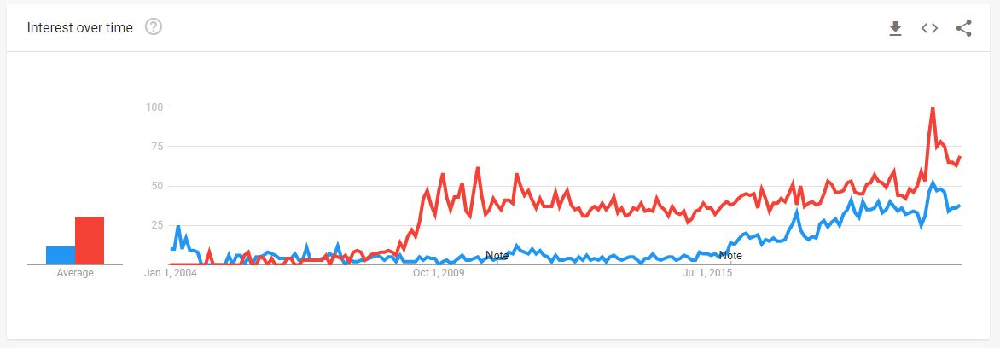 Interest over time ?
100
75
50
25
Note Note
Average Jan 1, 2004 Oct 1, 2009 Jul 1, 2015